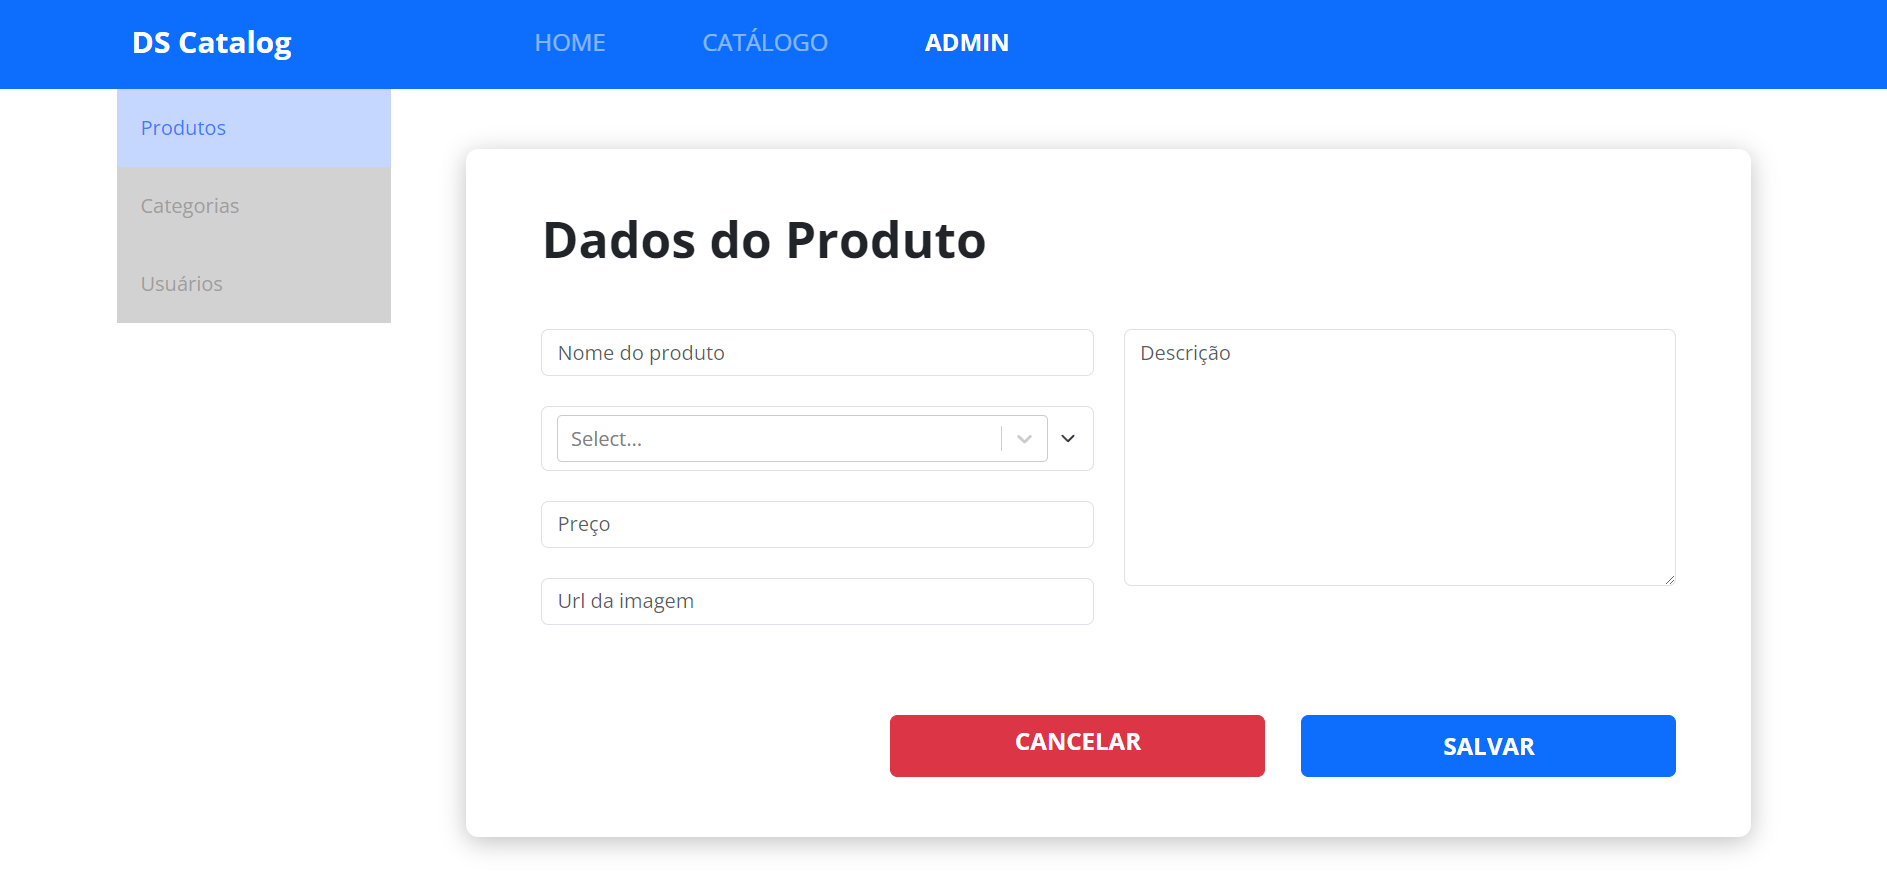 DS Catalog
HOME
CATÁLOGO
ADMIN
Produtos
Categorias
Usuários
Dados do Produto
Nome do produto
Select...
Preço
Url da imagem
Descrição
CANCELAR
SALVAR